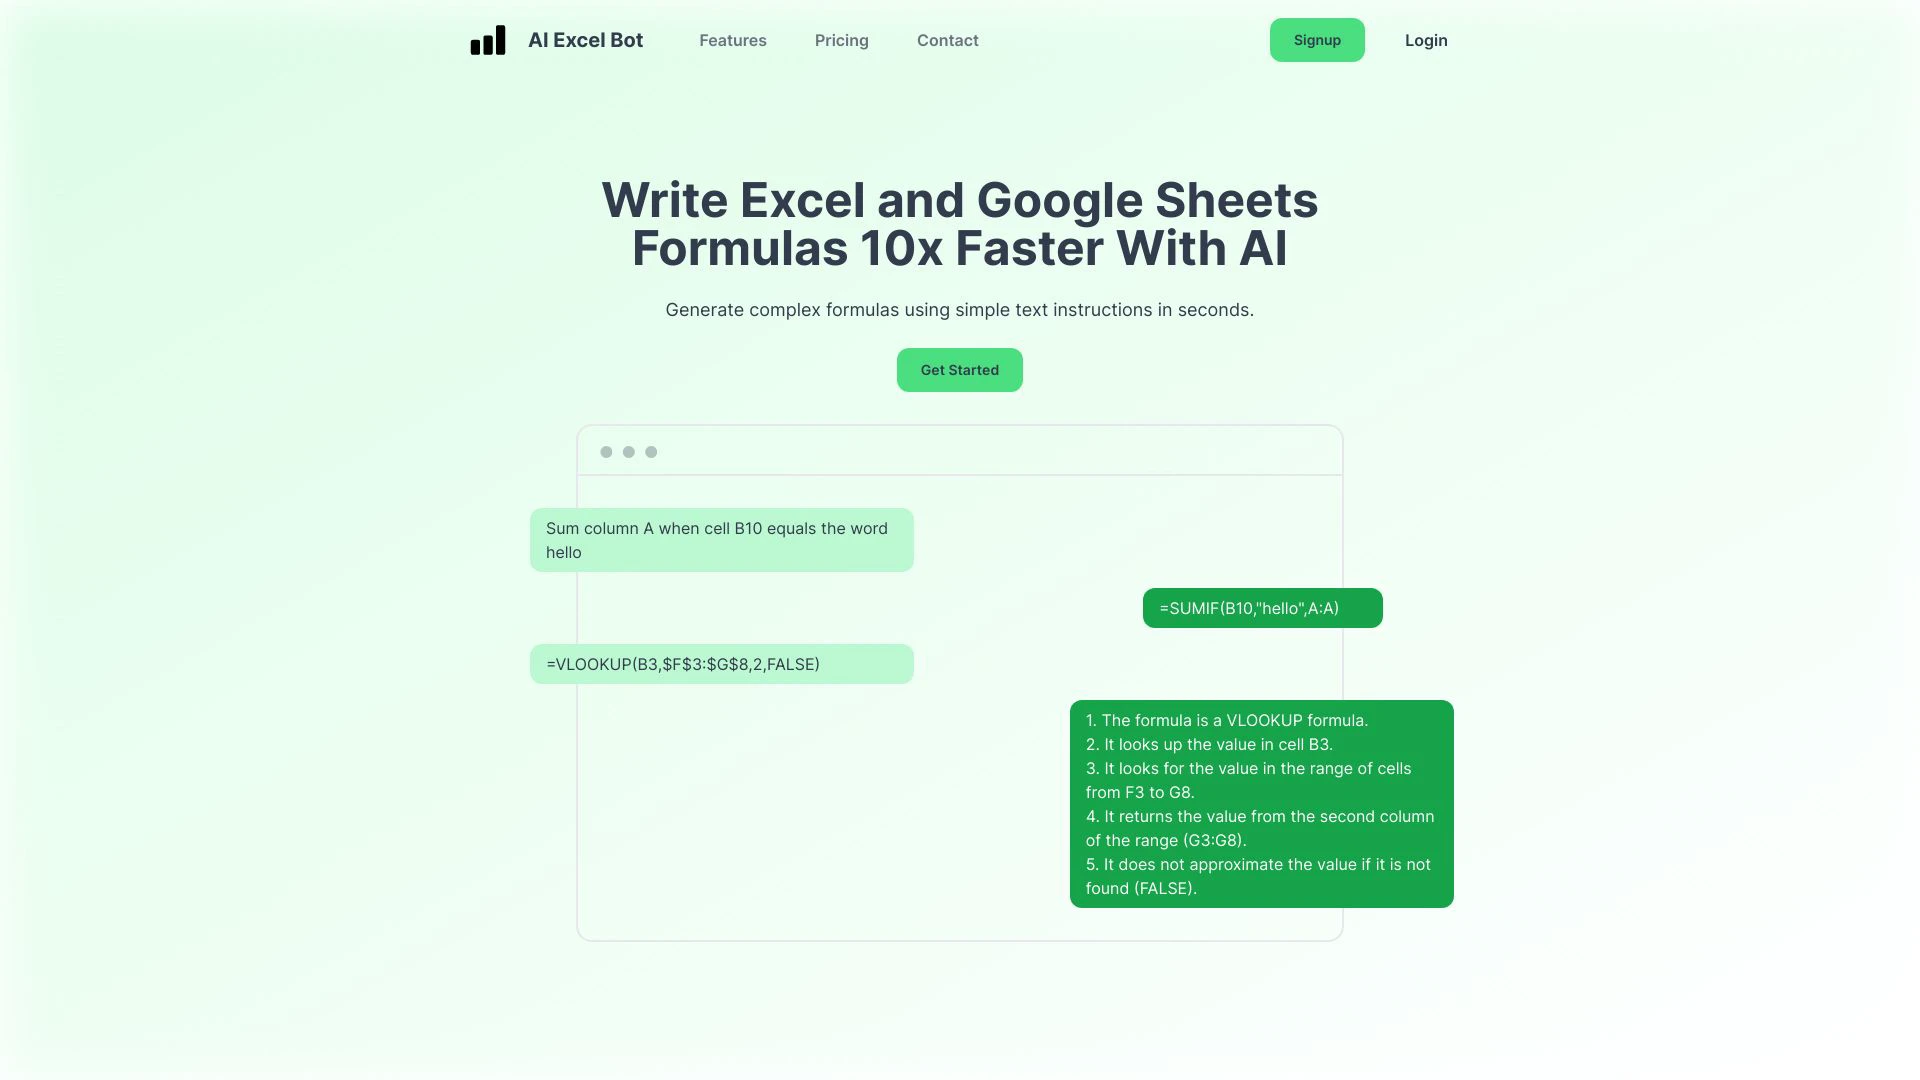 AI Excel Bot
Features
Pricing
Contact
Signup
Login
Write Excel and Google Sheets
Formulas 10x Faster With AI
Generate complex formulas using simple text instructions in seconds.
Get Started
Sum column A when cell B10 equals the word
hello
=SUMIF(B10,"hello",A:A)
=VLOOKUP(B3,$F$3:$G$8,2,FALSE)
1. The formula is a VLOOKUP formula.
2. It looks up the value in cell B3.
3. It looks for the value in the range of cells
from F3 to G8.
4. It returns the value from the second column
of the range (G3:G8).
5. It does not approximate the value if it is not
found (FALSE).